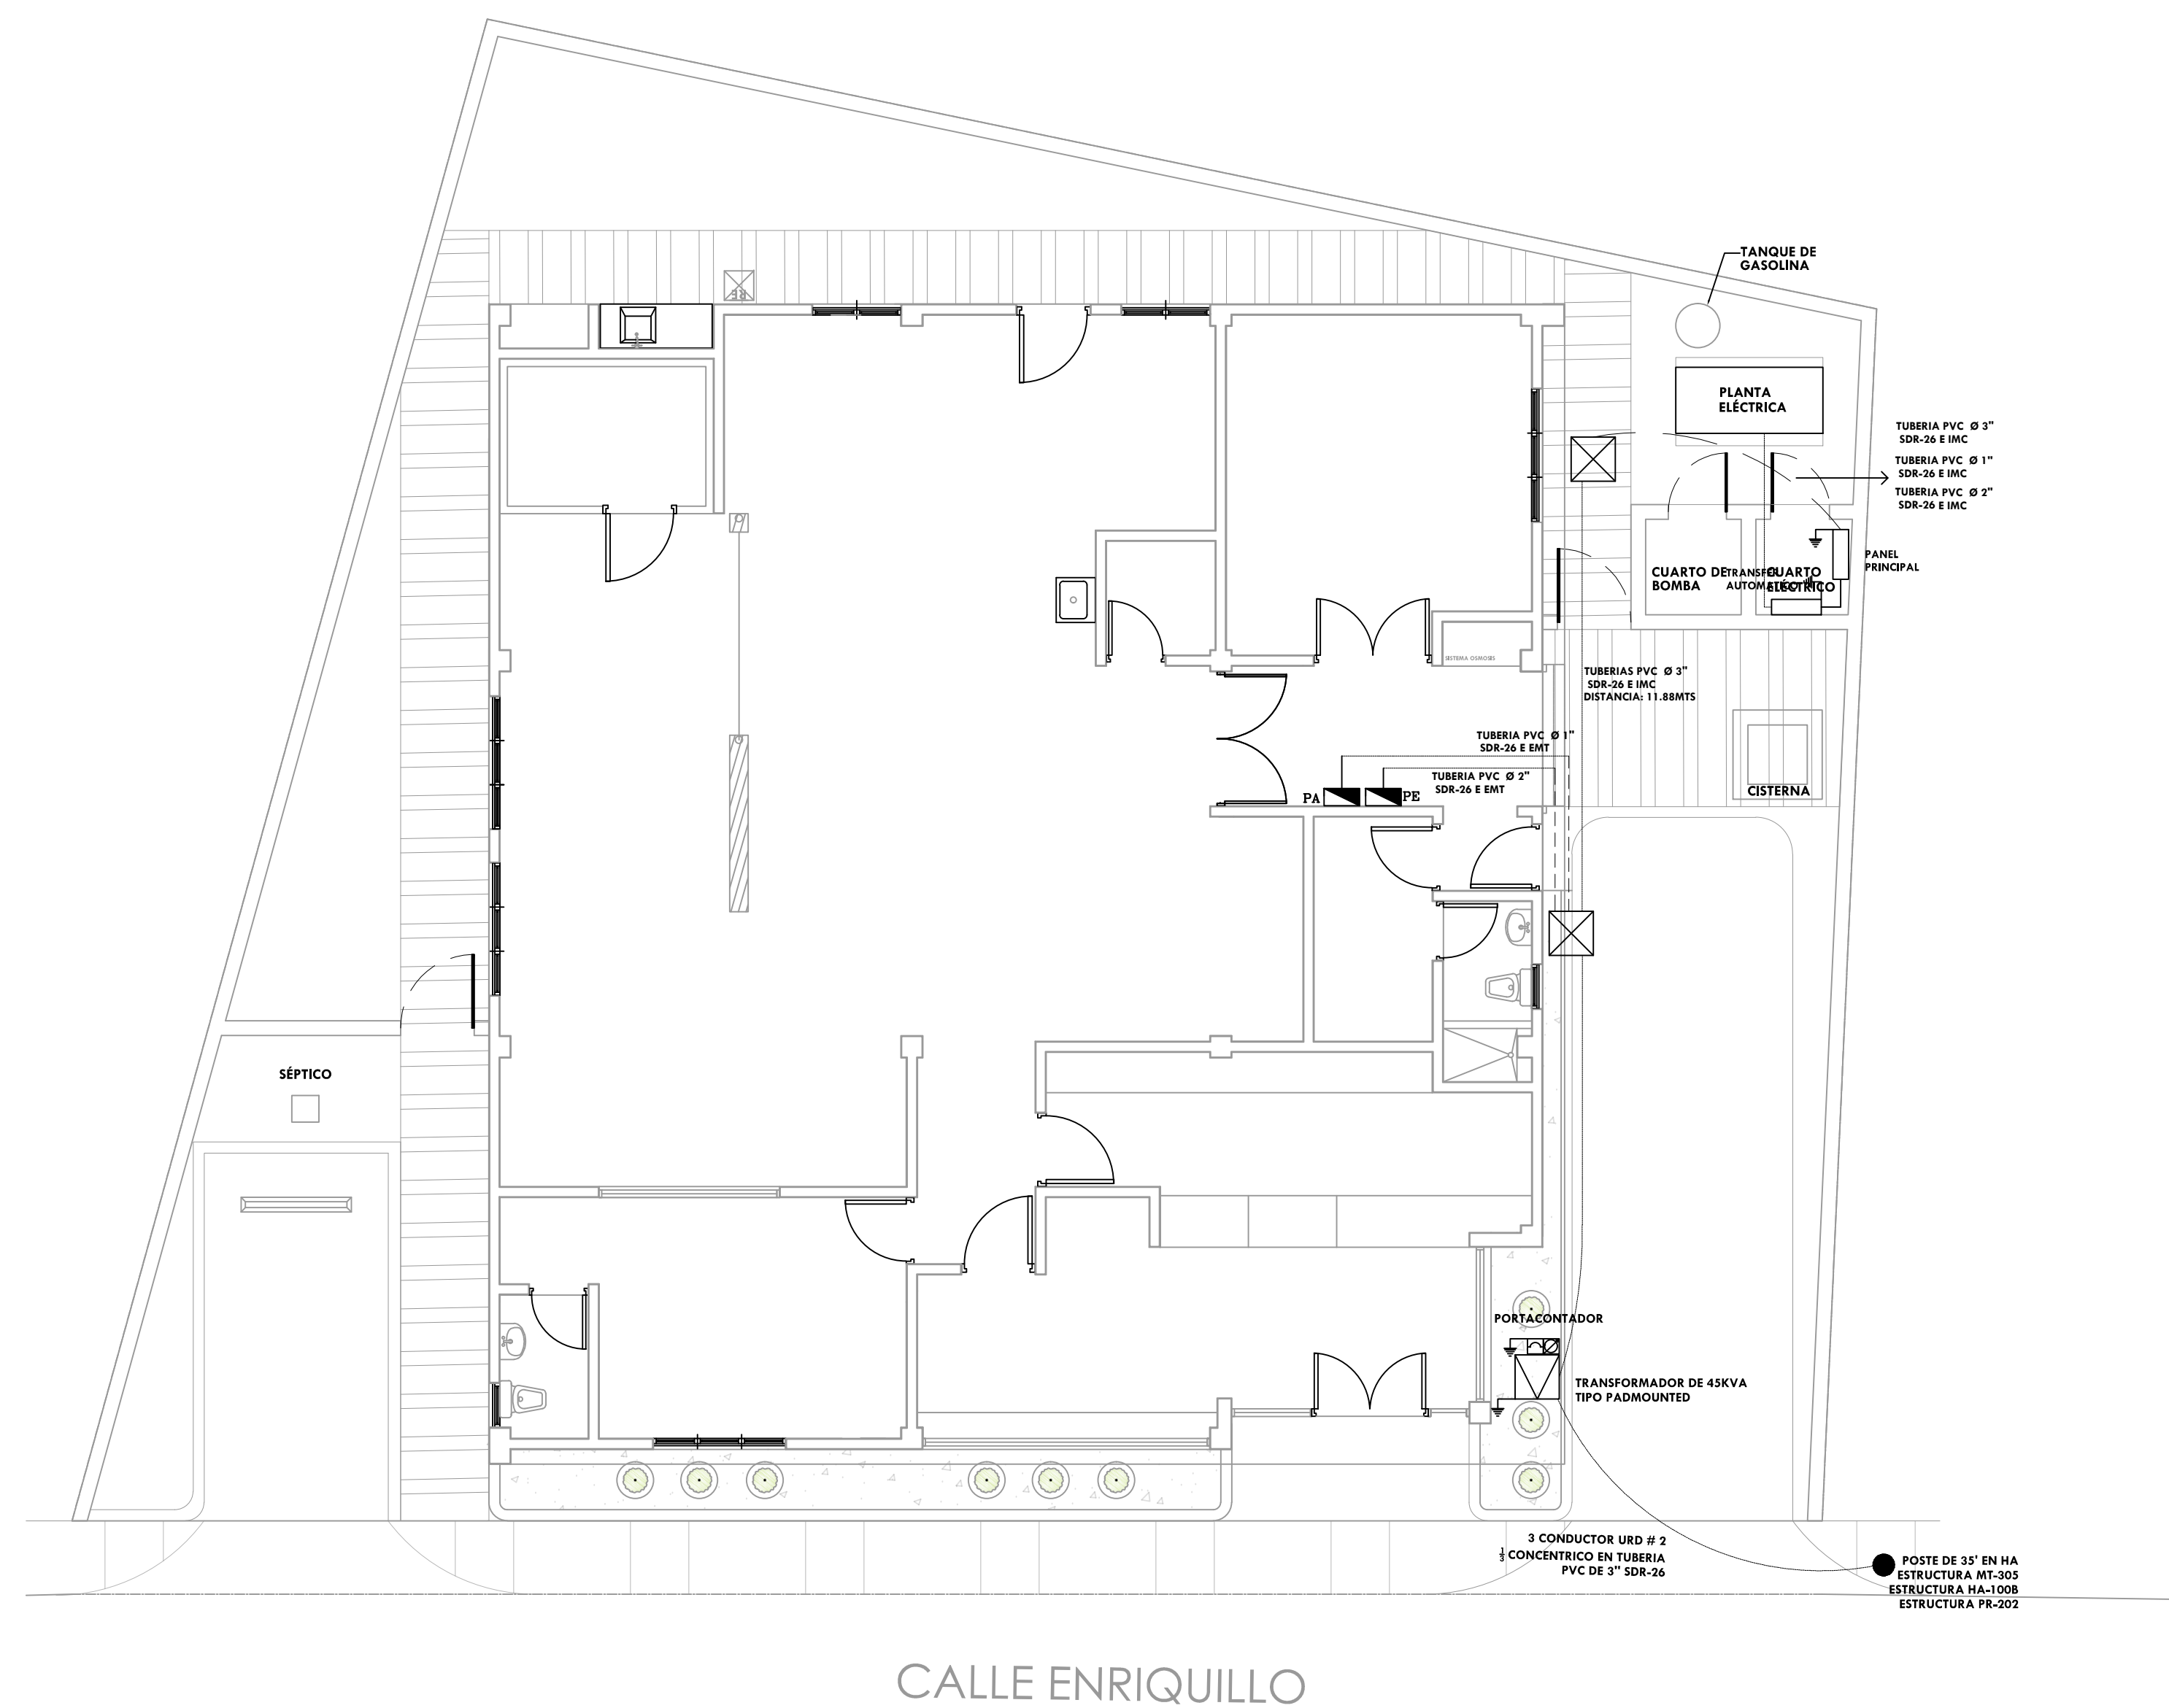 TANQUE DE
GASOLINA
RE
PLANTA
ELÉCTRICA
TUBERIA PVC Ø 3"
SDR-26 E IMC
TUBERIA PVC Ø 1"
SDR-26 E IMC
TUBERIA PVC Ø 2"
SDR-26 E IMC
PANEL
PRINCIPAL
CUARTO DE
BOMBA
CUARTO
ELÉCTRICO
SISTEMA OSMOSIS
TUBERIAS PVC Ø 3"
SDR-26 E IMC
DISTANCIA: 11.88MTS
TUBERIA PVC Ø 1"
SDR-26 E EMT
TUBERIA PVC Ø 2"
SDR-26 E EMT
PA
PE
CISTERNA
SÉPTICO
PORTACONTADOR
TRANSFORMADOR DE 45KVA
TIPO PADMOUNTED
3 CONDUCTOR URD # 2
1/3 CONCENTRICO EN TUBERIA
PVC DE 3" SDR-26
POSTE DE 35' EN HA
ESTRUCTURA MT-305
ESTRUCTURA HA-100B
ESTRUCTURA PR-202
CALLE ENRIQUILLO